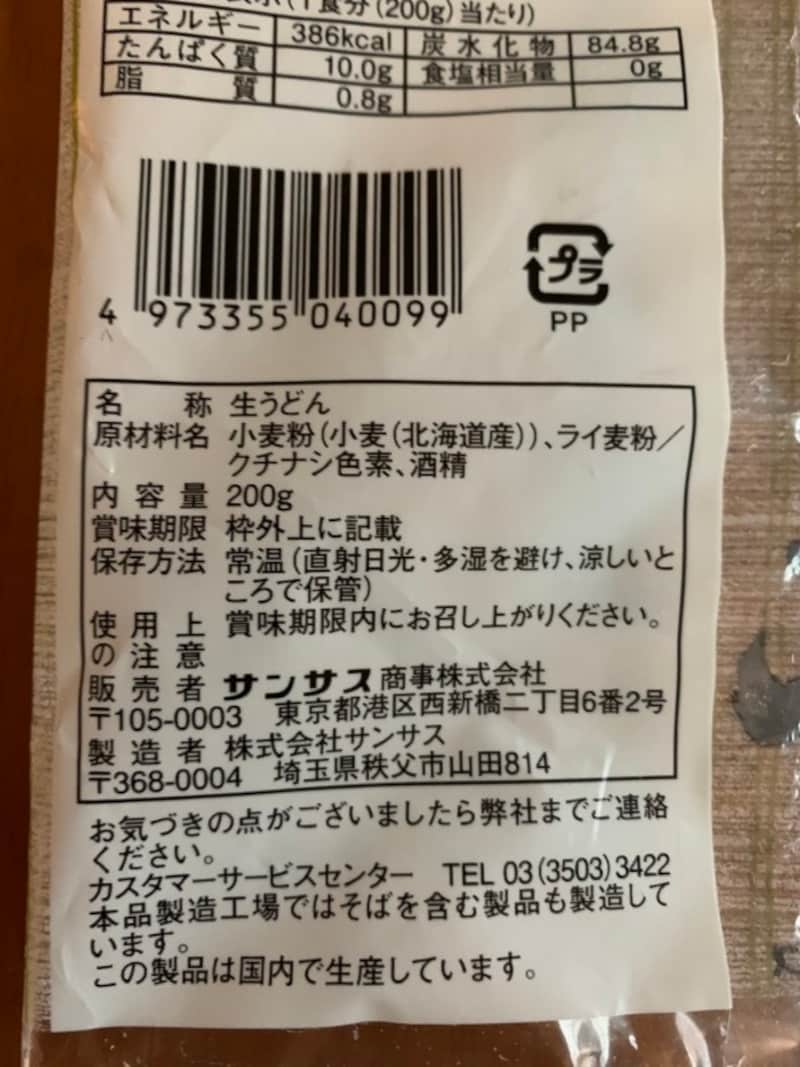 (1食分(200g)当たり)
エネルギー 386kcal 炭水化物 84.8g
たんぱく質 10.0g 食塩相当量 0g
脂質 0.8g
プラ
4 973355 040099
PP
名称 生うどん
原材料名 小麦粉(小麦(北海道産))、ライ麦粉/
クチナシ色素、酒精
内容量 200g
賞味期限 枠外上に記載
保存方法 常温(直射日光・多湿を避け、涼しいと
ころで保管)
使用上 賞味期限内にお召し上がりください。
の注意
販売者 サンサス商事株式会社
〒105-0003 東京都港区西新橋二丁目6番2号
製造者 株式会社サンサス
〒368-0004 埼玉県秩父市山田814
お気づきの点がございましたら弊社までご連絡
ください。
カスタマーサービスセンター TEL 03(3503)3422
本品製造工場ではそばを含む製品も製造して
います。
この製品は国内で生産しています。